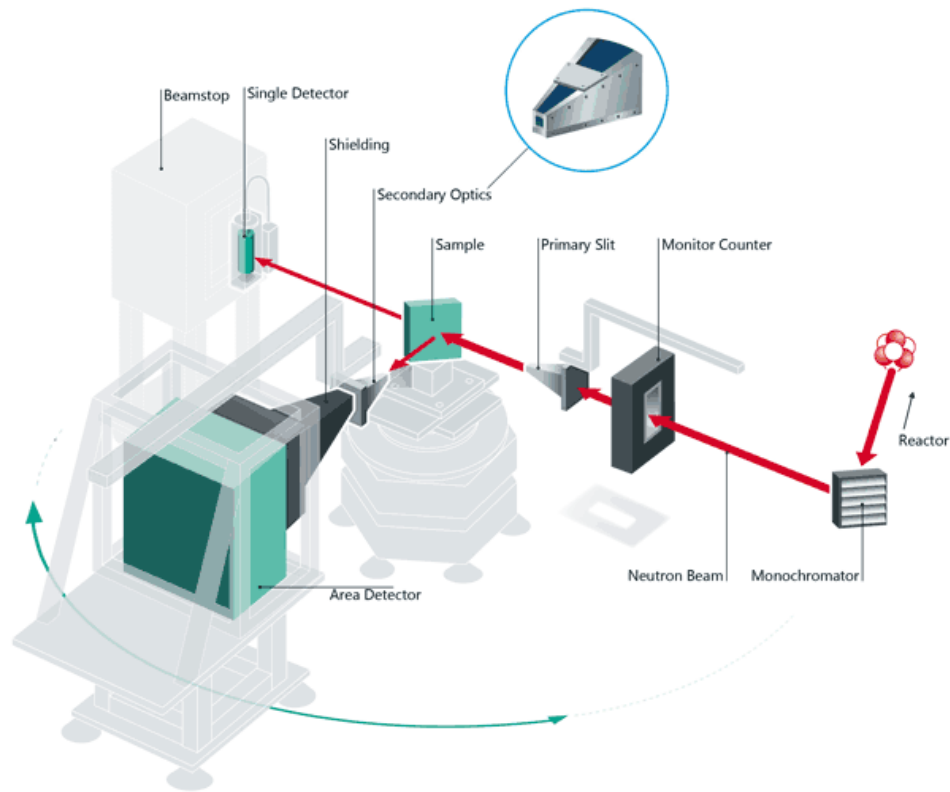 Beamstop
Single Detector
Shielding
Secondary Optics
Sample
Primary Slit
Monitor Counter
Reactor
Neutron Beam
Monochromator
Area Detector